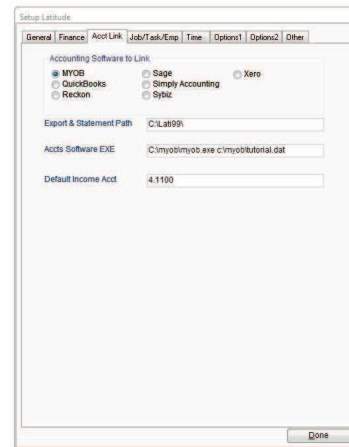 Setup Latitude
General Finance Acct Link Job/Task/Emp Time Options1 Options2 Other
Accounting Software to Link
MYOB Sage Xero
QuickBooks Simply Accounting
Reckon Sybiz
Export & Statement Path C:\Lati99\
Accts Software EXE C:\myob\myob.exe c:\myob\tutorial.dat
Default Income Acct 4.1100
Done